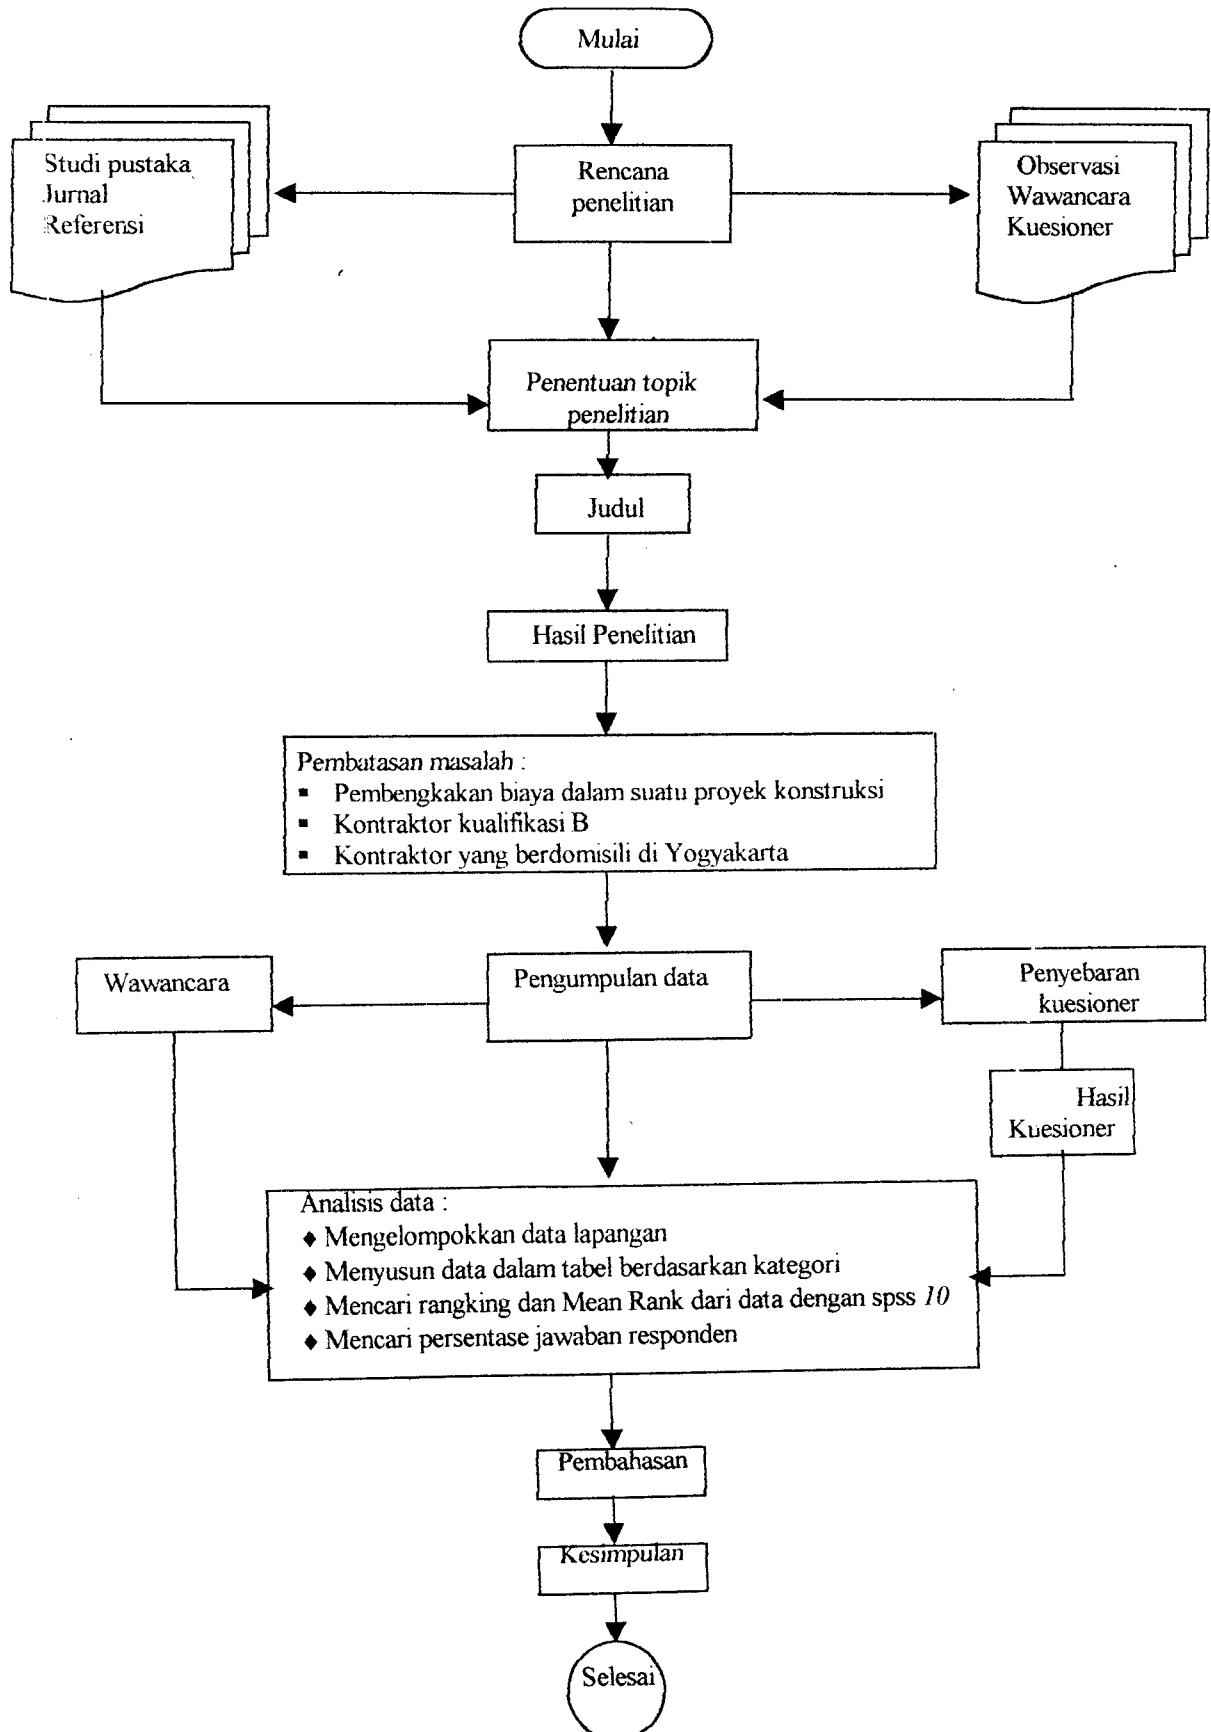 Mulai
Studi pustaka
Jurnal
Referensi
Rencana
penelitian
Observasi
Wawancara
Kuesioner
Penentuan topik
penelitian
Judul
Hasil Penelitian
Pembatasan masalah :
▪ Pembengkakan biaya dalam suatu proyek konstruksi
▪ Kontraktor kualifikasi B
▪ Kontraktor yang berdomisili di Yogyakarta
Wawancara
Pengumpulan data
Penyebaran
kuesioner
Hasil
Kuesioner
Analisis data :
♦ Mengelompokkan data lapangan
♦ Menyusun data dalam tabel berdasarkan kategori
♦ Mencari rangking dan Mean Rank dari data dengan spss 10
♦ Mencari persentase jawaban responden
Pembahasan
Kesimpulan
Selesai